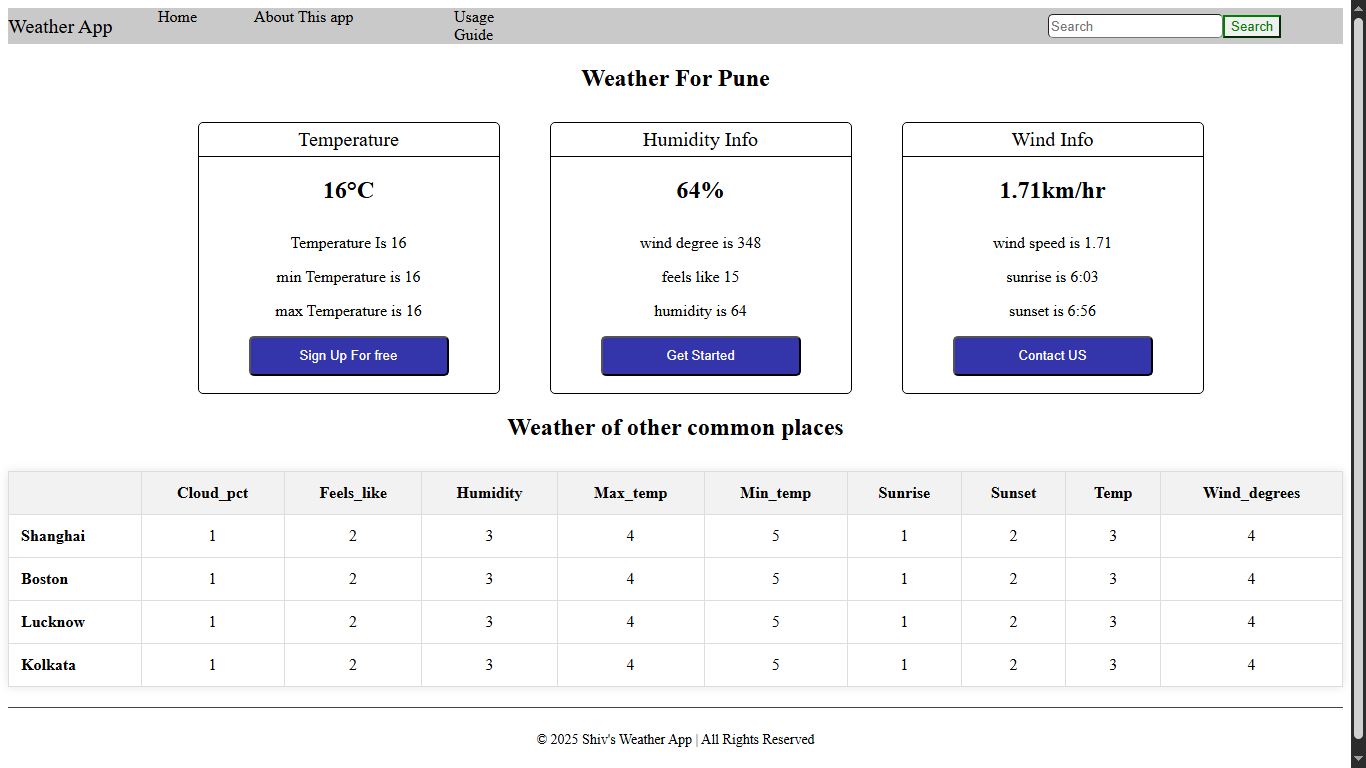 Weather App Home About This app Usage Guide Search Search
Weather For Pune
Temperature
16°C
Temperature Is 16
min Temperature is 16
max Temperature is 16
Sign Up For free
Humidity Info
64%
wind degree is 348
feels like 15
humidity is 64
Get Started
Wind Info
1.71km/hr
wind speed is 1.71
sunrise is 6:03
sunset is 6:56
Contact US
Weather of other common places
Cloud_pct Feels_like Humidity Max_temp Min_temp Sunrise Sunset Temp Wind_degrees
Shanghai 1 2 3 4 5 1 2 3 4
Boston 1 2 3 4 5 1 2 3 4
Lucknow 1 2 3 4 5 1 2 3 4
Kolkata 1 2 3 4 5 1 2 3 4
© 2025 Shiv's Weather App | All Rights Reserved